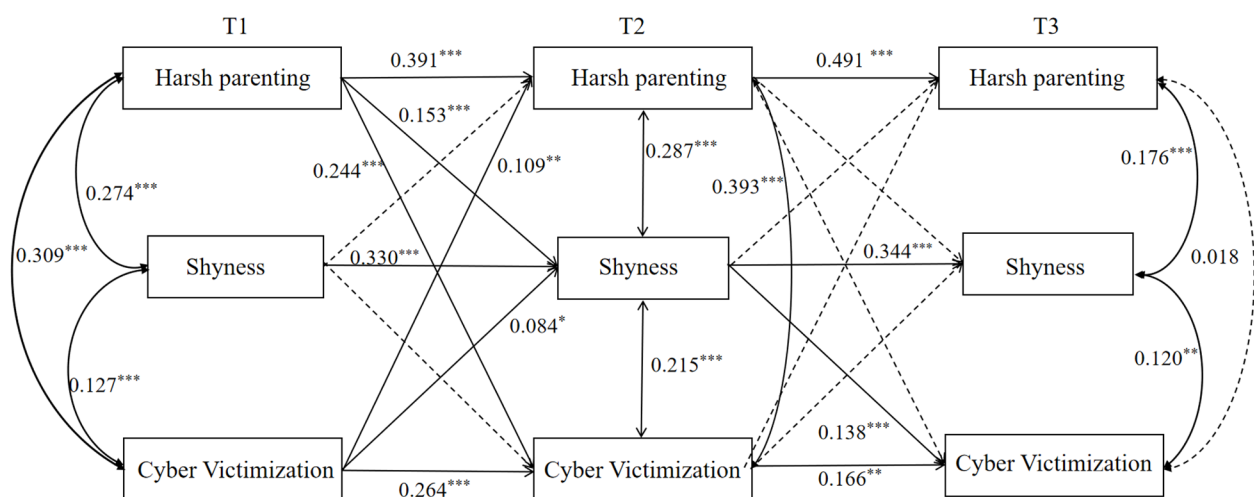 T1 T2 T3
Harsh parenting 0.391*** Harsh parenting 0.491 *** Harsh parenting
0.153***
0.244*** 0.109** 0.287*** 0.176***
0.274*** 0.393***
0.309*** Shyness 0.330*** Shyness 0.344*** Shyness 0.018
0.084*
0.127*** 0.215*** 0.120**
0.138***
Cyber Victimization Cyber Victimization Cyber Victimization
0.264*** 0.166**